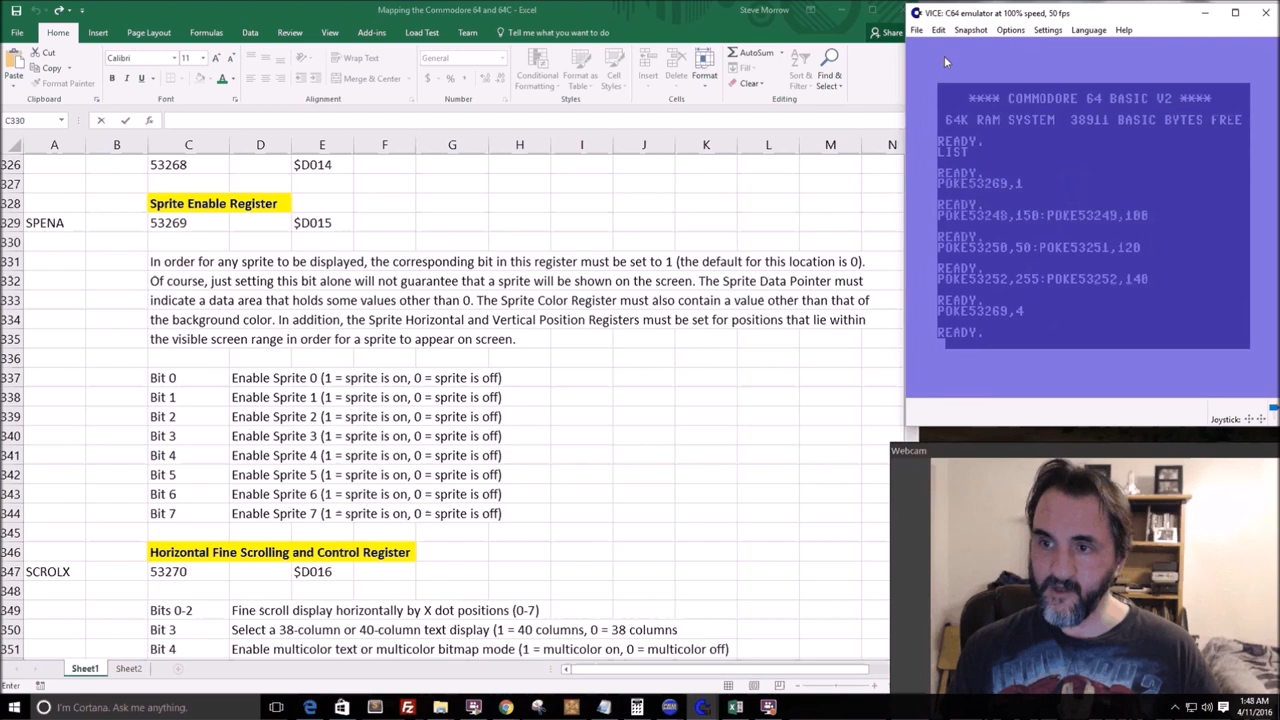 Mapping the Commodore 64 and 64C - Excel
Steve Morrow
File Home Insert Page Layout Formulas Data Review View Add-ins Load Test Team Tell me what you want to do... Share
Cut
Copy
Format Painter
Paste
Clipboard
Calibri 11
B I U
Font
Wrap Text
Merge & Center
Alignment
General
Number
Conditional Formatting
Format as Table
Cell Styles
Styles
Insert Delete Format
Cells
AutoSum
Fill
Clear
Sort & Filter
Find & Select
Editing
C330
A B C D E F G H I J K L M N
326 53268 $D014
327
328 Sprite Enable Register
329 SPENA 53269 $D015
330
331 In order for any sprite to be displayed, the corresponding bit in this register must be set to 1 (the default for this location is 0).
332 Of course, just setting this bit alone will not guarantee that a sprite will be shown on the screen. The Sprite Data Pointer must
333 indicate a data area that holds some values other than 0. The Sprite Color Register must also contain a value other than that of
334 the background color. In addition, the Sprite Horizontal and Vertical Position Registers must be set for positions that lie within
335 the visible screen range in order for a sprite to appear on screen.
336
337 Bit 0 Enable Sprite 0 (1 = sprite is on, 0 = sprite is off)
338 Bit 1 Enable Sprite 1 (1 = sprite is on, 0 = sprite is off)
339 Bit 2 Enable Sprite 2 (1 = sprite is on, 0 = sprite is off)
340 Bit 3 Enable Sprite 3 (1 = sprite is on, 0 = sprite is off)
341 Bit 4 Enable Sprite 4 (1 = sprite is on, 0 = sprite is off)
342 Bit 5 Enable Sprite 5 (1 = sprite is on, 0 = sprite is off)
343 Bit 6 Enable Sprite 6 (1 = sprite is on, 0 = sprite is off)
344 Bit 7 Enable Sprite 7 (1 = sprite is on, 0 = sprite is off)
345
346 Horizontal Fine Scrolling and Control Register
347 SCROLX 53270 $D016
348
349 Bits 0-2 Fine scroll display horizontally by X dot positions (0-7)
350 Bit 3 Select a 38-column or 40-column text display (1 = 40 columns, 0 = 38 columns
351 Bit 4 Enable multicolor text or multicolor bitmap mode (1 = multicolor on, 0 = multicolor off)
Sheet1 Sheet2
Enter
I'm Cortana. Ask me anything.
1:48 AM
4/11/2016
VICE: C64 emulator at 100% speed, 50 fps
File Edit Snapshot Options Settings Language Help
**** COMMODORE 64 BASIC V2 ****
64K RAM SYSTEM 38911 BASIC BYTES FREE
READY.
LIST
READY.
POKE53269,1
READY.
POKE53248,150:POKE53249,100
READY.
POKE53250,50:POKE53251,120
READY.
POKE53252,255:POKE53252,140
READY.
POKE53269,4
READY.
Joystick:
Webcam